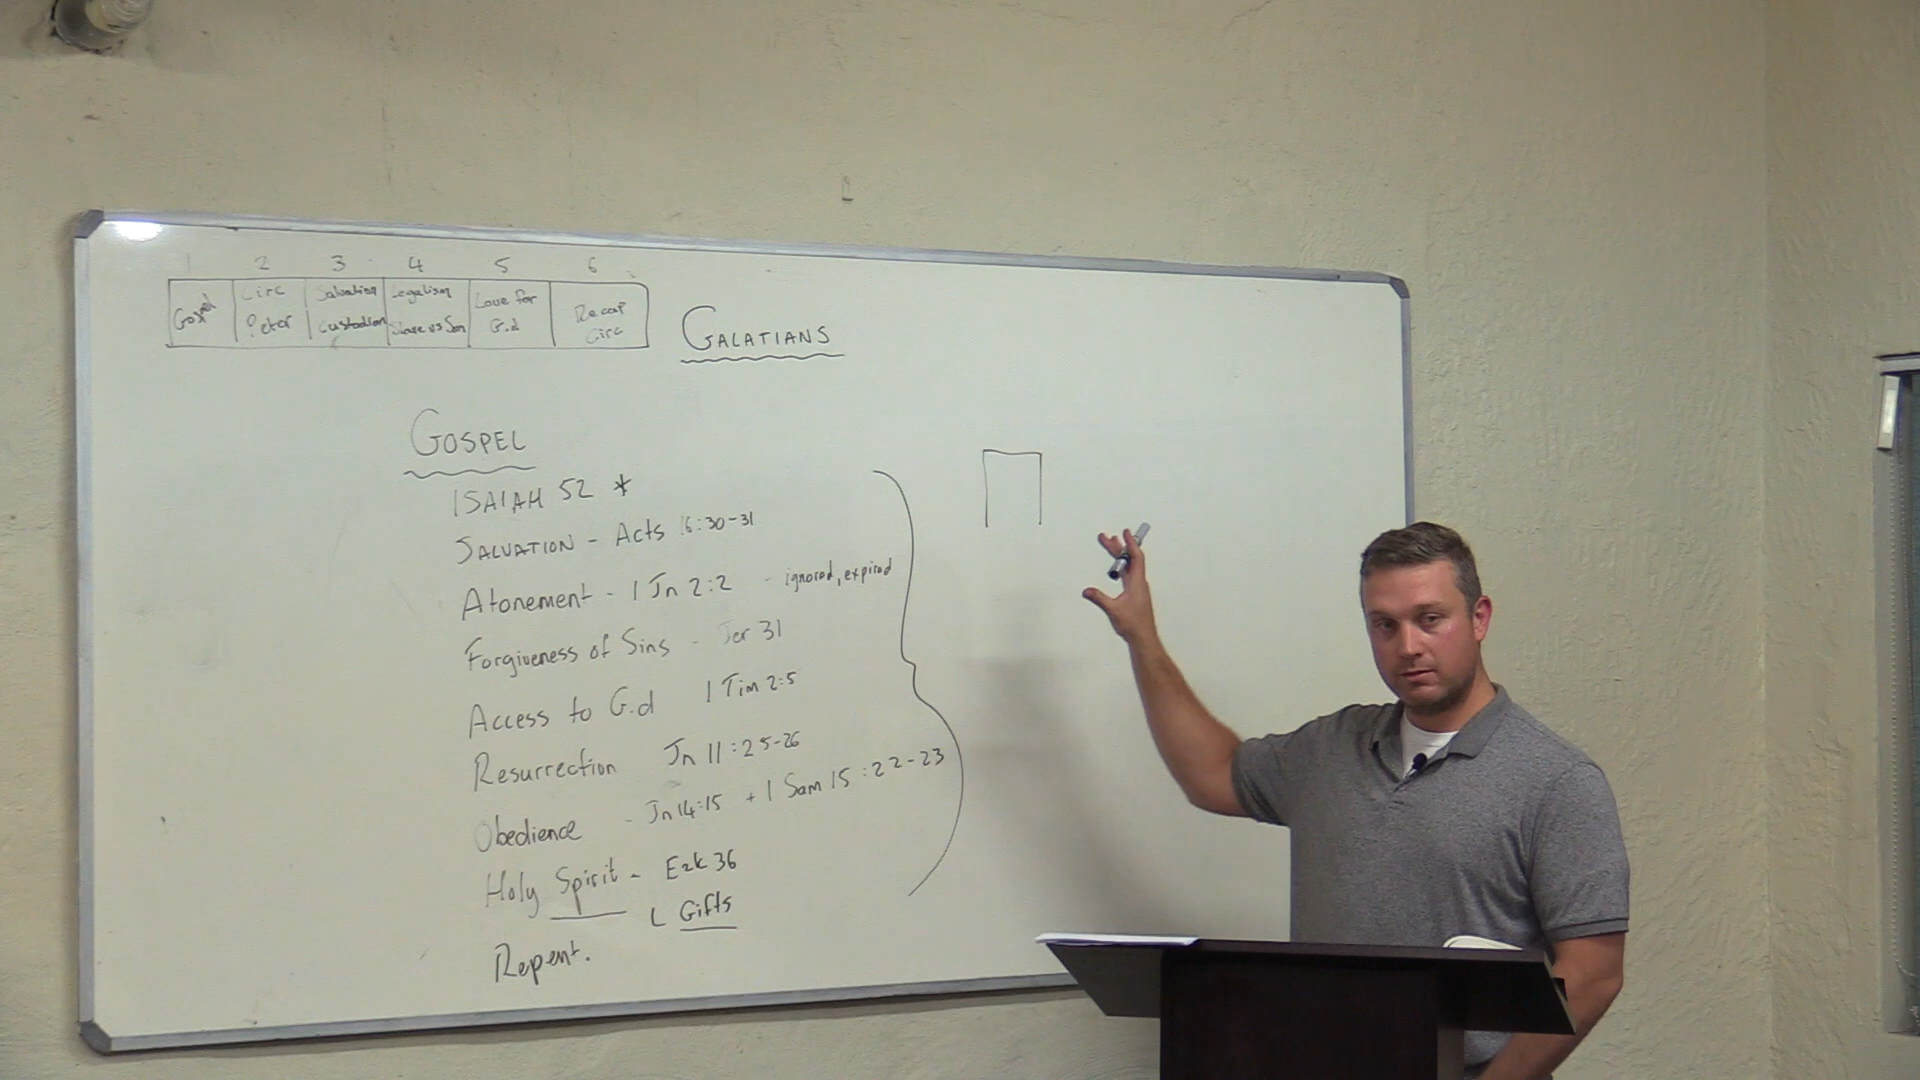 1 2 3 4 5 6
Gospel
Circ
Peter
Salvation
Custodian
Legalism
Slave vs Son
Love for
G.d
Recap
Circ
GALATIANS
GOSPEL
ISAIAH 52 *
SALVATION - Acts 16:30-31
Atonement - 1 Jn 2:2 - ignored, expired
Forgiveness of Sins - Jer 31
Access to G.d 1 Tim 2:5
Resurrection Jn 11:25-26
Obedience - Jn 14:15 + 1 Sam 15:22-23
Holy Spirit - Ezk 36
Gifts
Repent.